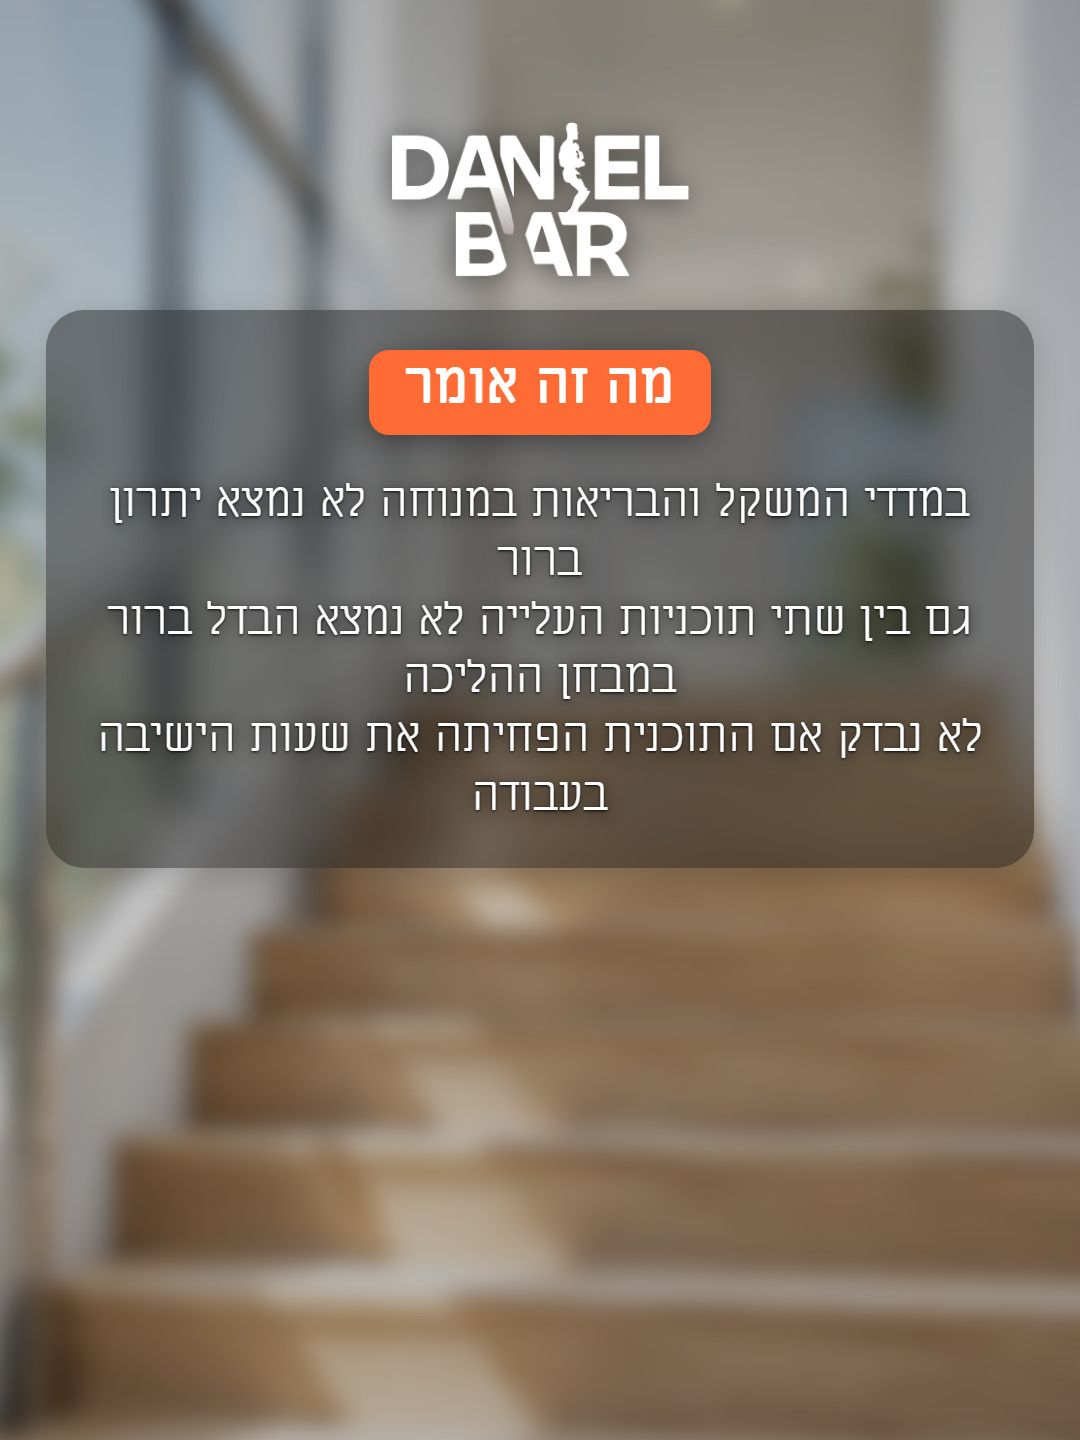 DANIEL
BAR
מה זה אומר
במדדי המשקל והבריאות במנוחה לא נמצא יתרון
ברור
גם בין שתי תוכניות העלייה לא נמצא הבדל ברור
במבחן ההליכה
לא נבדק אם התוכנית הפחיתה את שעות הישיבה
בעבודה